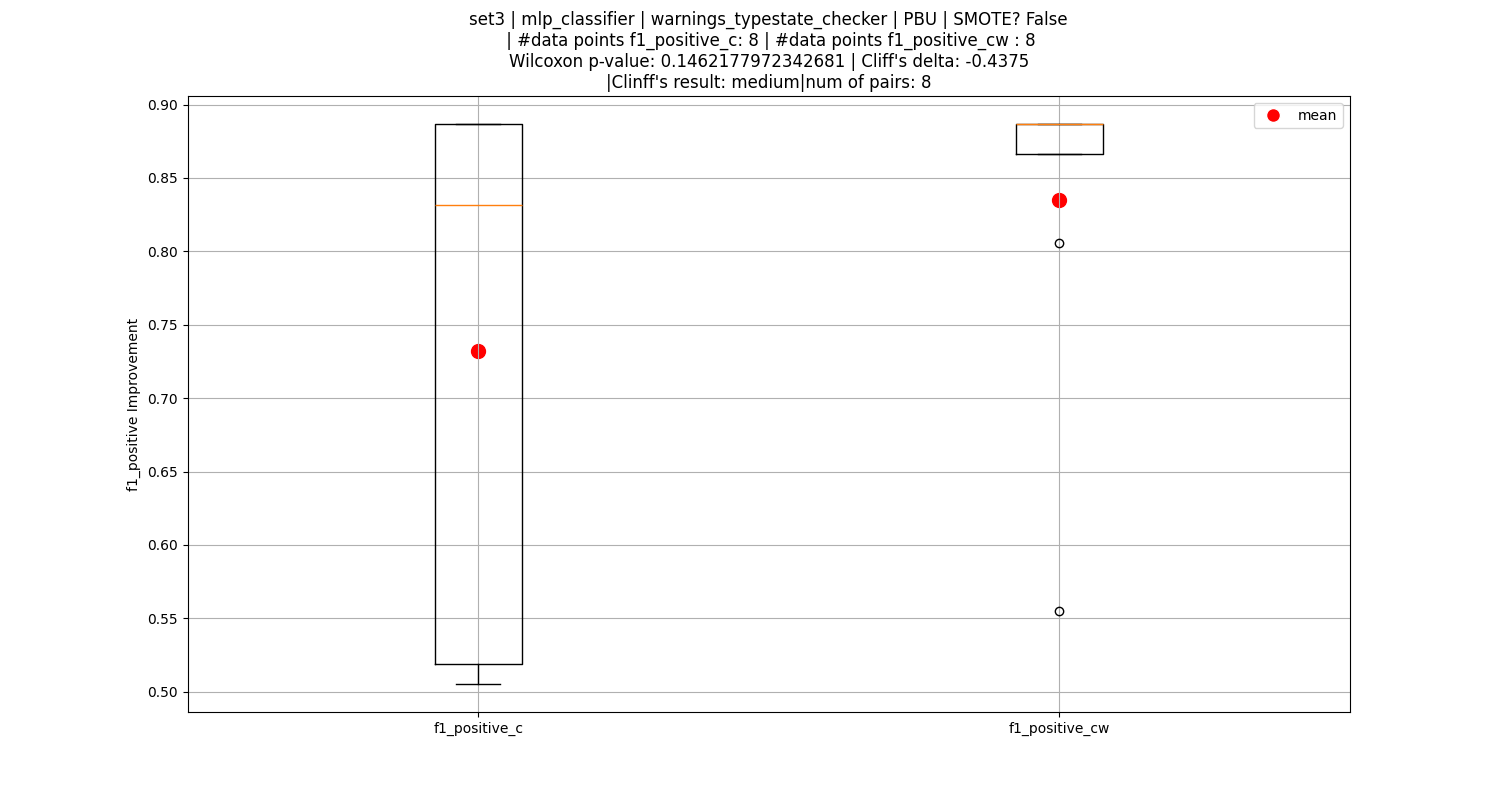 set3 | mlp_classifier | warnings_typestate_checker | PBU | SMOTE? False
| #data points f1_positive_c: 8 | #data points f1_positive_cw : 8
Wilcoxon p-value: 0.1462177972342681 | Cliff's delta: -0.4375
|Clinff's result: medium|num of pairs: 8
mean
0.90
0.85
0.80
0.75
0.70
0.65
0.60
0.55
0.50
f1_positive Improvement
f1_positive_c
f1_positive_cw